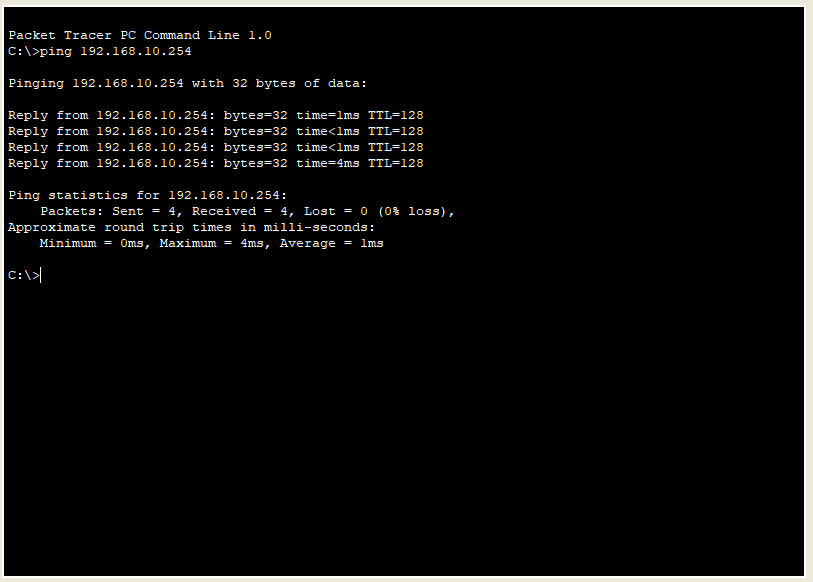 Packet Tracer PC Command Line 1.0
C:\>ping 192.168.10.254
Pinging 192.168.10.254 with 32 bytes of data:
Reply from 192.168.10.254: bytes=32 time=1ms TTL=128
Reply from 192.168.10.254: bytes=32 time<1ms TTL=128
Reply from 192.168.10.254: bytes=32 time<1ms TTL=128
Reply from 192.168.10.254: bytes=32 time=4ms TTL=128
Ping statistics for 192.168.10.254:
    Packets: Sent = 4, Received = 4, Lost = 0 (0% loss),
Approximate round trip times in milli-seconds:
    Minimum = 0ms, Maximum = 4ms, Average = 1ms
C:\>